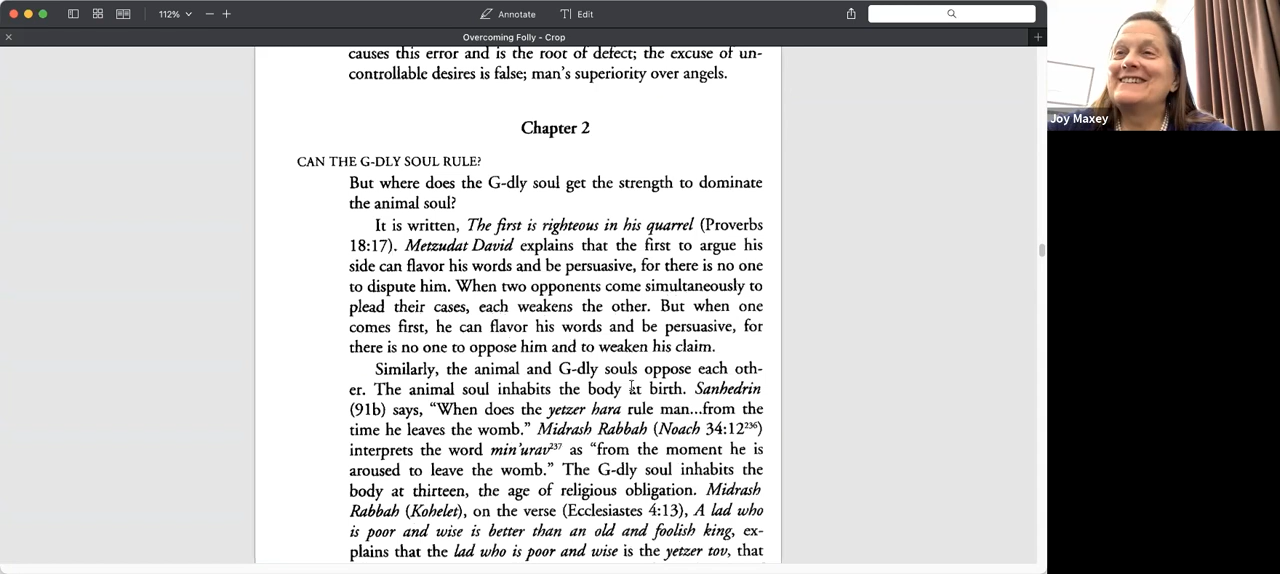 112%
Annotate
Edit
Overcoming Folly - Crop
causes this error and is the root of defect; the excuse of un-
controllable desires is false; man's superiority over angels.
Chapter 2
CAN THE G-DLY SOUL RULE?
But where does the G-dly soul get the strength to dominate
the animal soul?
It is written, The first is righteous in his quarrel (Proverbs
18:17). Metzudat David explains that the first to argue his
side can flavor his words and be persuasive, for there is no one
to dispute him. When two opponents come simultaneously to
plead their cases, each weakens the other. But when one
comes first, he can flavor his words and be persuasive, for
there is no one to oppose him and to weaken his claim.
Similarly, the animal and G-dly souls oppose each oth-
er. The animal soul inhabits the body at birth. Sanhedrin
(91b) says, "When does the yetzer hara rule man...from the
time he leaves the womb." Midrash Rabbah (Noach 34:12²³⁶)
interprets the word min'urav²³⁷ as "from the moment he is
aroused to leave the womb." The G-dly soul inhabits the
body at thirteen, the age of religious obligation. Midrash
Rabbah (Kohelet), on the verse (Ecclesiastes 4:13), A lad who
is poor and wise is better than an old and foolish king, ex-
plains that the lad who is poor and wise is the yetzer tov, that
Joy Maxey